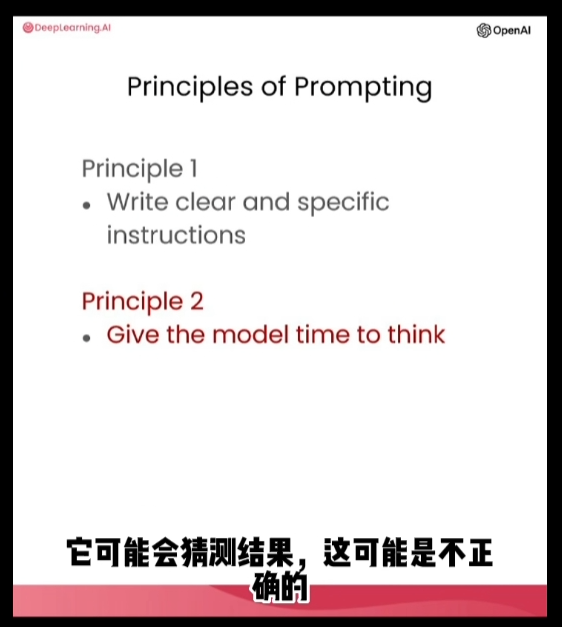 DeepLearning.AI
OpenAI
Principles of Prompting
Principle 1
• Write clear and specific
instructions
Principle 2
• Give the model time to think
它可能会猜测结果，这可能是不正
确的